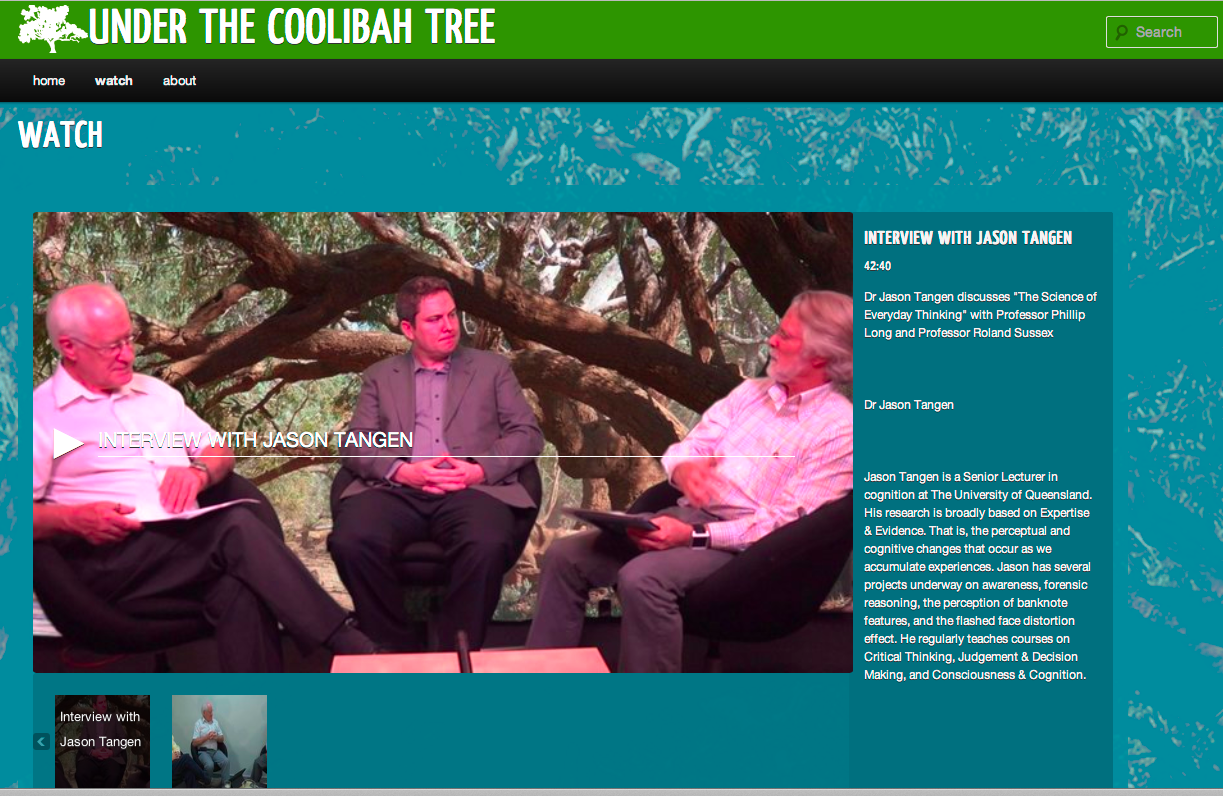 UNDER THE COOLIBAH TREE
Search
home
watch
about
WATCH
INTERVIEW WITH JASON TANGEN
INTERVIEW WITH JASON TANGEN
42:40
Dr Jason Tangen discusses "The Science of
Everyday Thinking" with Professor Phillip
Long and Professor Roland Sussex
Dr Jason Tangen
Jason Tangen is a Senior Lecturer in
cognition at The University of Queensland.
His research is broadly based on Expertise
& Evidence. That is, the perceptual and
cognitive changes that occur as we
accumulate experiences. Jason has several
projects underway on awareness, forensic
reasoning, the perception of banknote
features, and the flashed face distortion
effect. He regularly teaches courses on
Critical Thinking, Judgement & Decision
Making, and Consciousness & Cognition.
Interview with
Jason Tangen